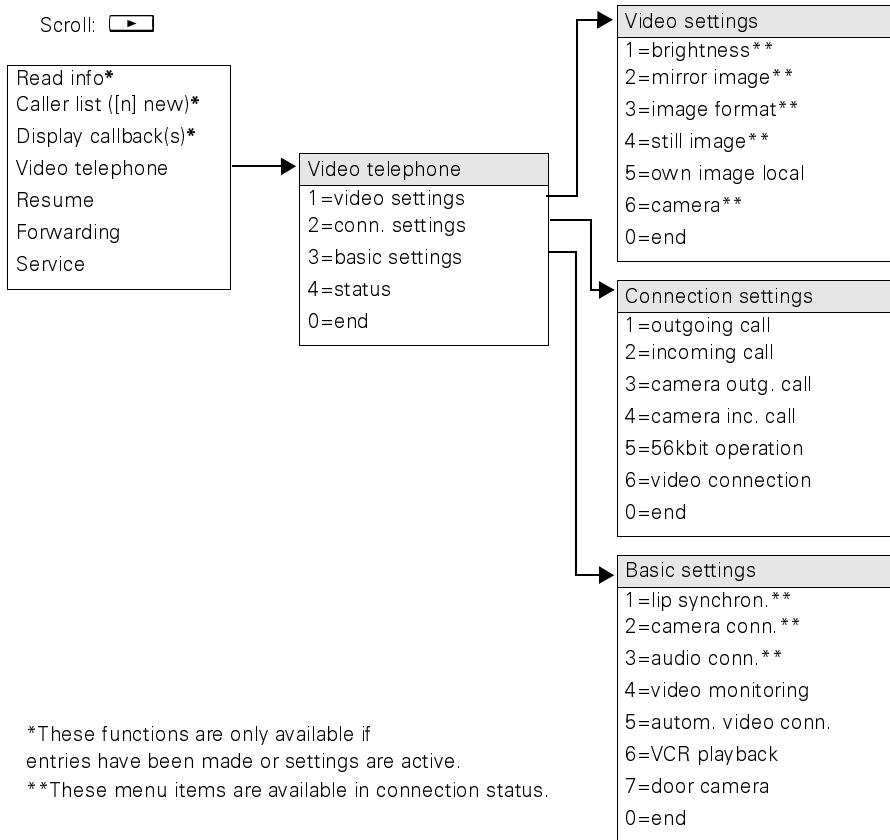 Scroll:
Read info*
Caller list ([n] new)*
Display callback(s)*
Video telephone
Resume
Forwarding
Service
Video telephone
1=video settings
2=conn. settings
3=basic settings
4=status
0=end
Video settings
1=brightness**
2=mirror image**
3=image format**
4=still image**
5=own image local
6=camera**
0=end
Connection settings
1=outgoing call
2=incoming call
3=camera outg. call
4=camera inc. call
5=56kbit operation
6=video connection
0=end
Basic settings
1=lip synchron.**
2=camera conn.**
3=audio conn.**
4=video monitoring
5=autom. video conn.
6=VCR playback
7=door camera
0=end
*These functions are only available if
entries have been made or settings are active.
**These menu items are available in connection status.